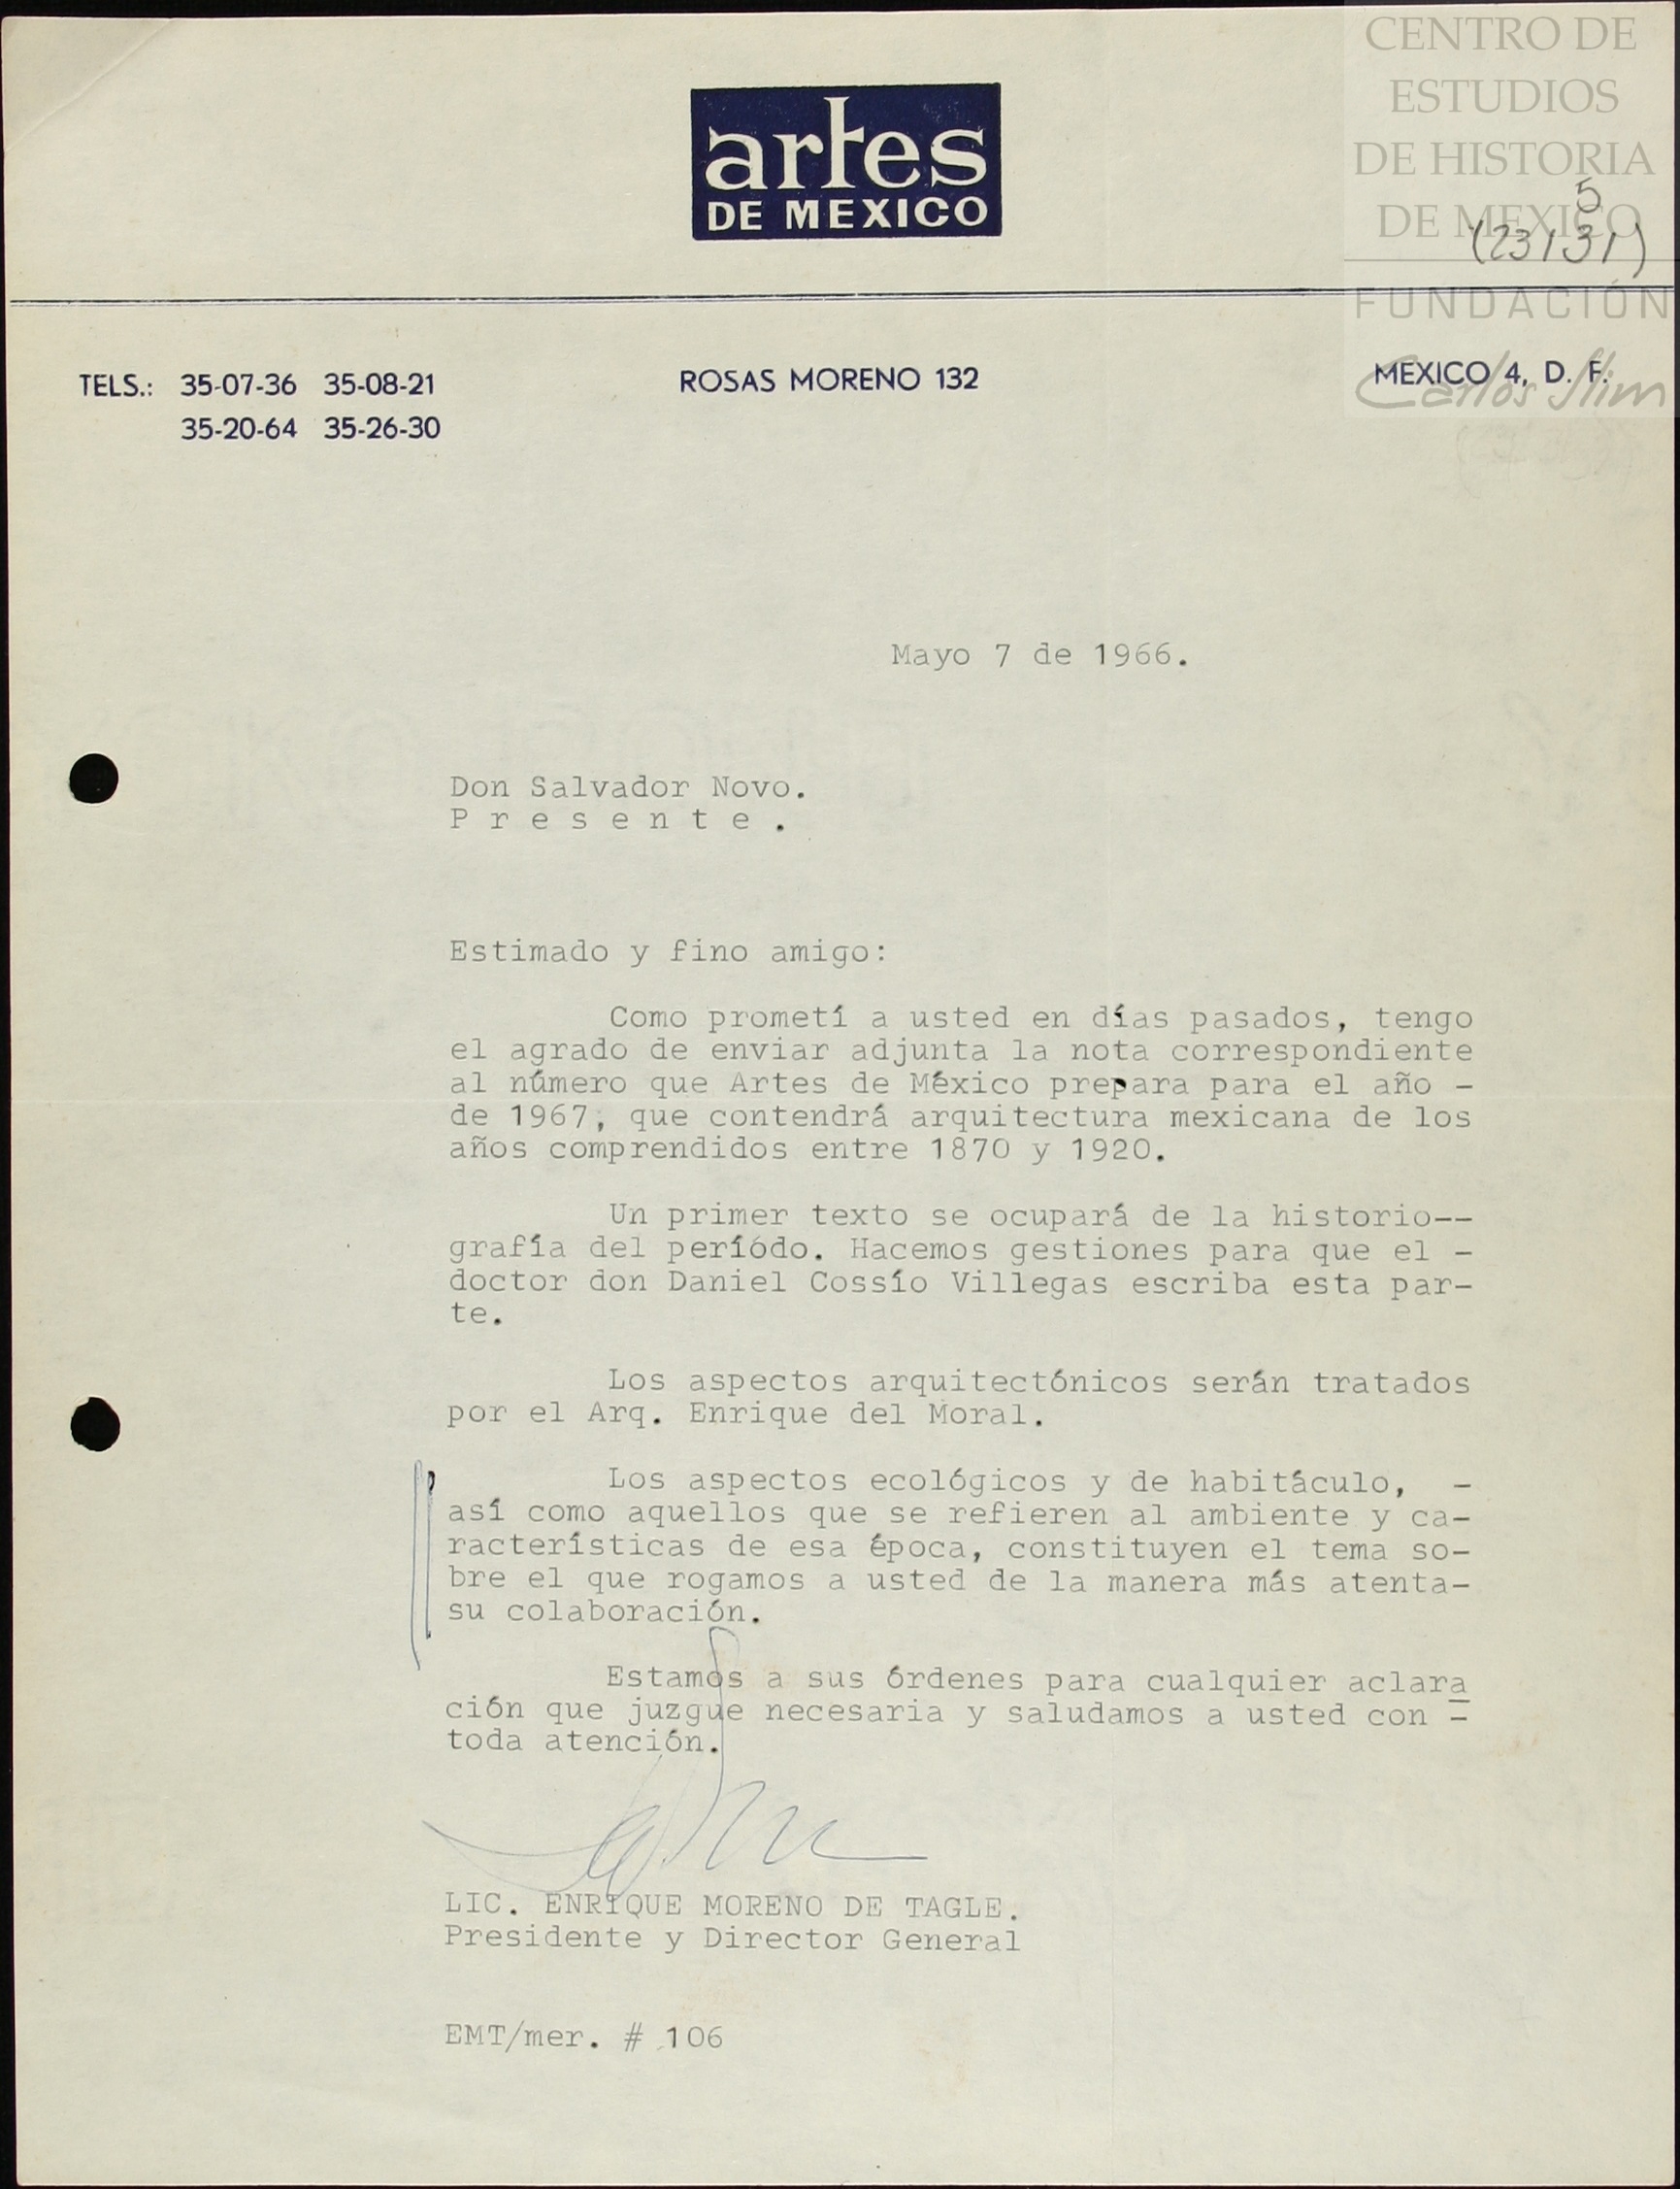 CENTRO DE
ESTUDIOS
DE HISTORIA
DE MEXICO
FUNDACIÓN
Carlos Slim
5
(23131)
artes
DE MEXICO
TELS.: 35-07-36 35-08-21
35-20-64 35-26-30
ROSAS MORENO 132
MEXICO 4, D. F.
Mayo 7 de 1966.
Don Salvador Novo.
P r e s e n t e .
Estimado y fino amigo:
Como prometí a usted en días pasados, tengo
el agrado de enviar adjunta la nota correspondiente
al número que Artes de México prepara para el año -
de 1967, que contendrá arquitectura mexicana de los
años comprendidos entre 1870 y 1920.
Un primer texto se ocupará de la historio--
grafía del períódo. Hacemos gestiones para que el -
doctor don Daniel Cossío Villegas escriba esta par-
te.
Los aspectos arquitectónicos serán tratados
por el Arq. Enrique del Moral.
Los aspectos ecológicos y de habitáculo, -
así como aquellos que se refieren al ambiente y ca-
racterísticas de esa época, constituyen el tema so-
bre el que rogamos a usted de la manera más atenta-
su colaboración.
Estamos a sus órdenes para cualquier aclara
ción que juzgue necesaria y saludamos a usted con -
toda atención.
LIC. ENRIQUE MORENO DE TAGLE.
Presidente y Director General
EMT/mer. # 106